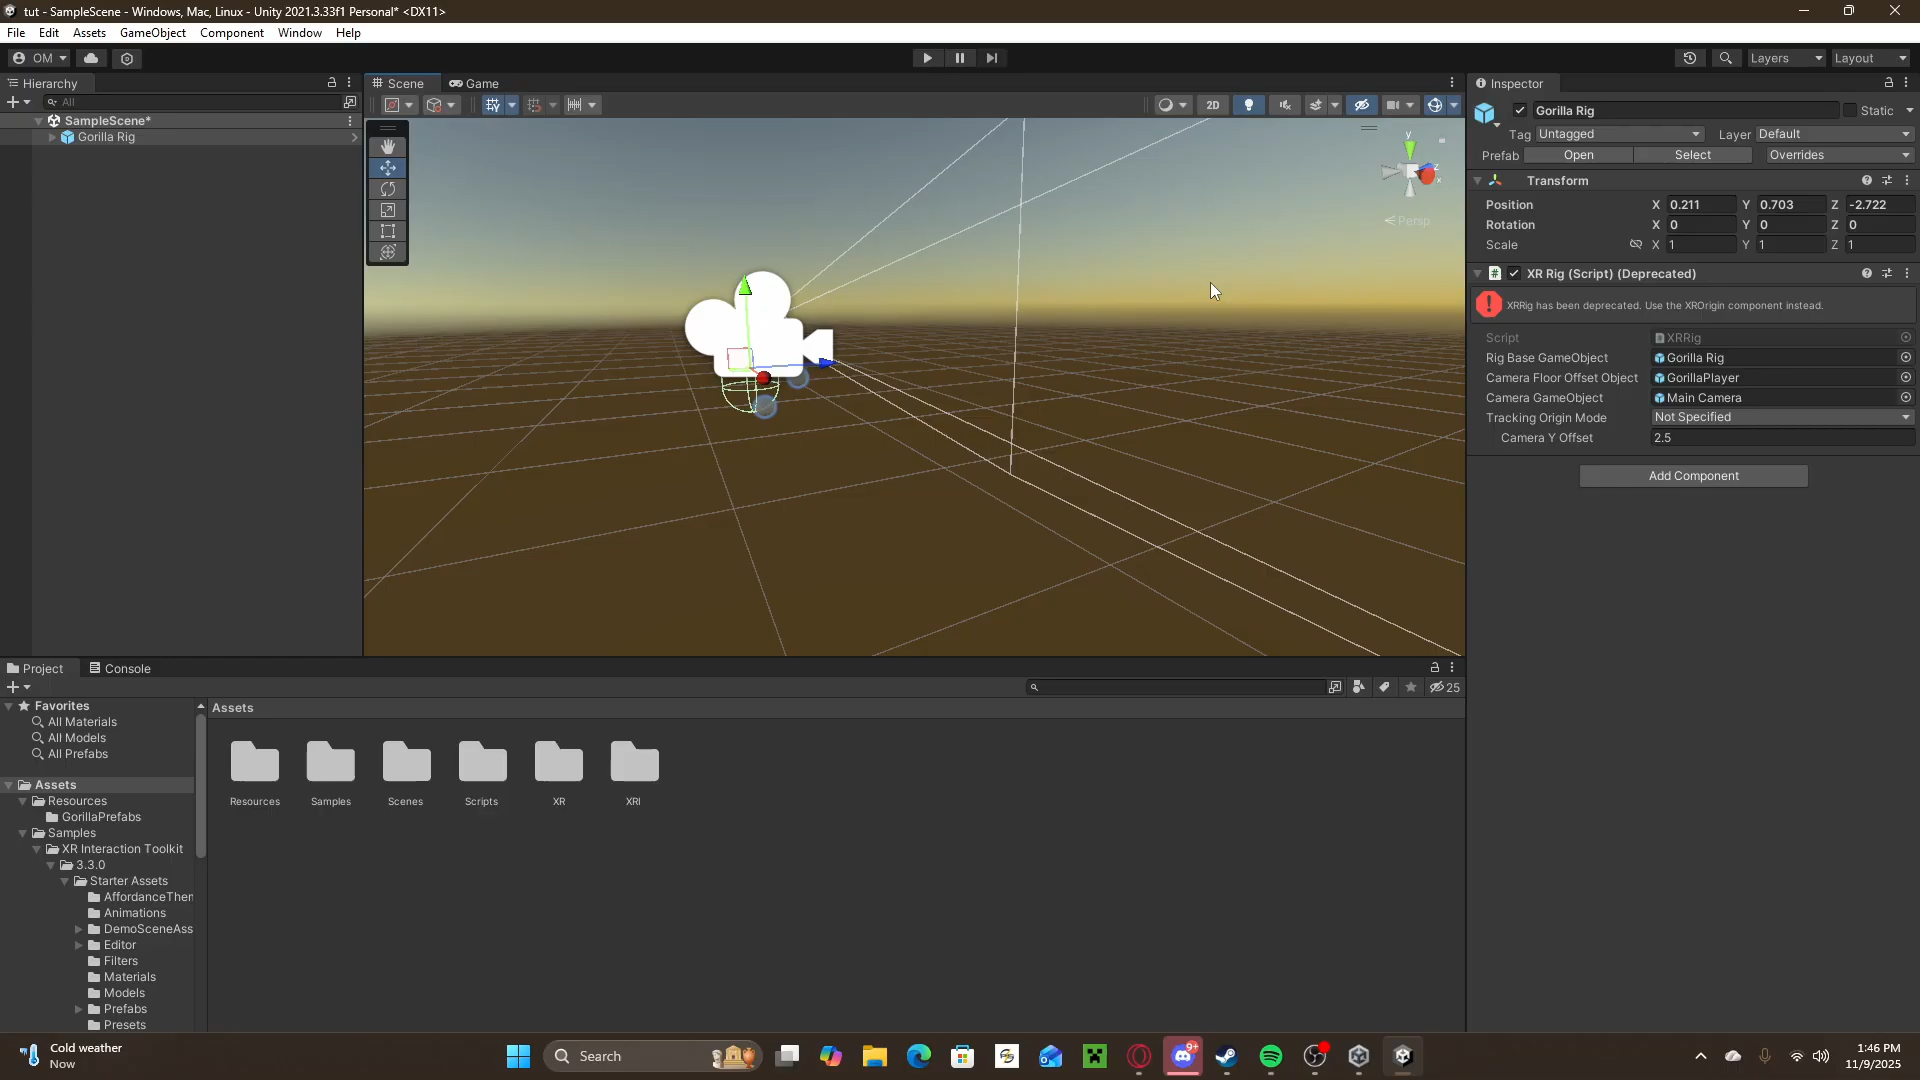 tut - SampleScene - Windows, Mac, Linux - Unity 2021.3.33f1 Personal* <DX11>
File Edit Assets GameObject Component Window Help
OM
Layers
Layout
Hierarchy
Scene
Game
Inspector
All
2D
SampleScene*
Gorilla Rig
y
z
x
Persp
Gorilla Rig
Static
Tag Untagged
Layer Default
Prefab Open Select Overrides
Transform
Position X 0.211 Y 0.703 Z -2.722
Rotation X 0 Y 0 Z 0
Scale X 1 Y 1 Z 1
# XR Rig (Script) (Deprecated)
XRRig has been deprecated. Use the XROrigin component instead.
Script XRRig
Rig Base GameObject Gorilla Rig
Camera Floor Offset Object GorillaPlayer
Camera GameObject Main Camera
Tracking Origin Mode Not Specified
Camera Y Offset 2.5
Add Component
Project
Console
25
Favorites
All Materials
All Models
All Prefabs
Assets
Resources
GorillaPrefabs
Samples
XR Interaction Toolkit
3.3.0
Starter Assets
AffordanceThem
Animations
DemoSceneAss
Editor
Filters
Materials
Models
Prefabs
Presets
Assets
Resources
Samples
Scenes
Scripts
XR
XRI
Cold weather
Now
Search
9+
1:46 PM
11/9/2025